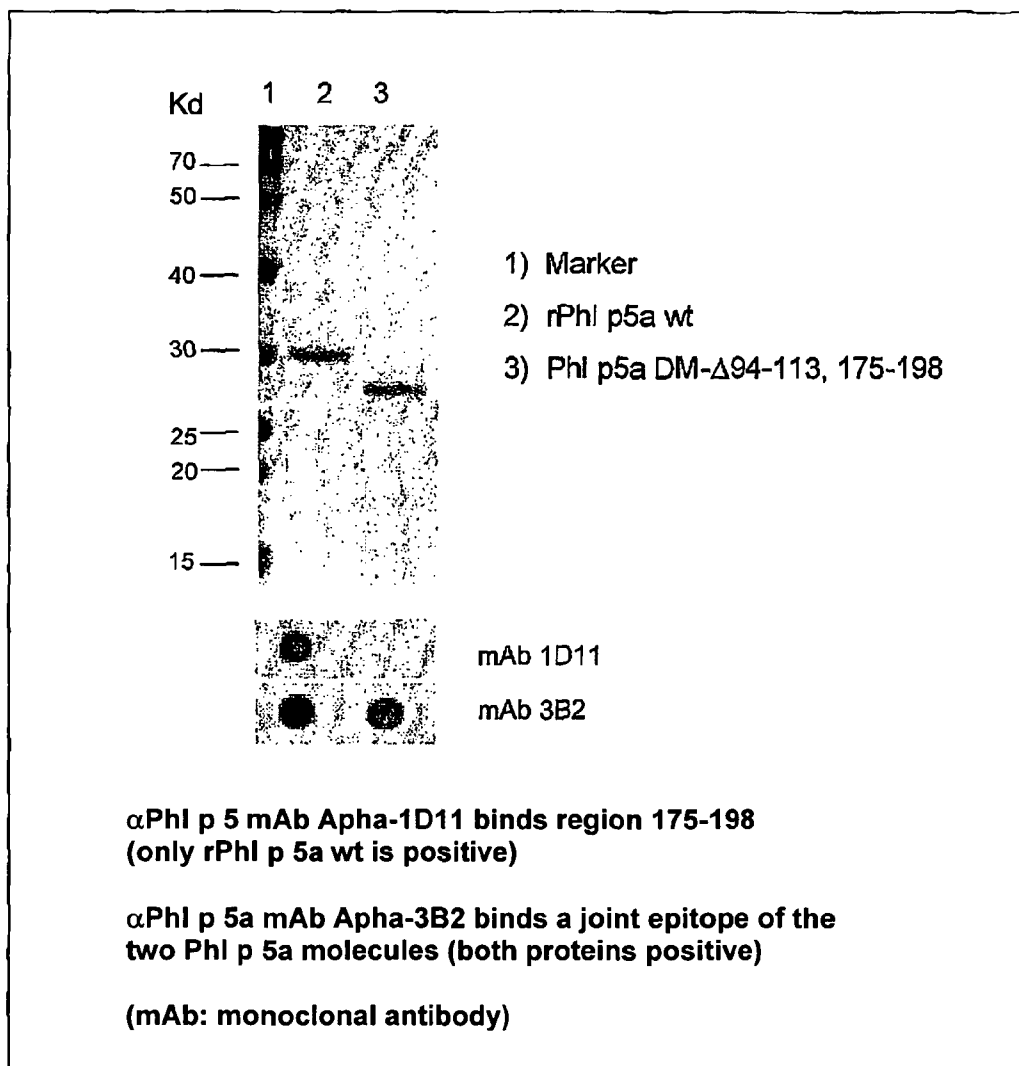 Kd 1 2 3
70
50
40
30
25
20
15
1) Marker
2) rPhl p5a wt
3) Phl p5a DM-Δ94-113, 175-198
mAb 1D11
mAb 3B2
αPhl p 5 mAb Apha-1D11 binds region 175-198
(only rPhl p 5a wt is positive)
αPhl p 5a mAb Apha-3B2 binds a joint epitope of the
two Phl p 5a molecules (both proteins positive)
(mAb: monoclonal antibody)